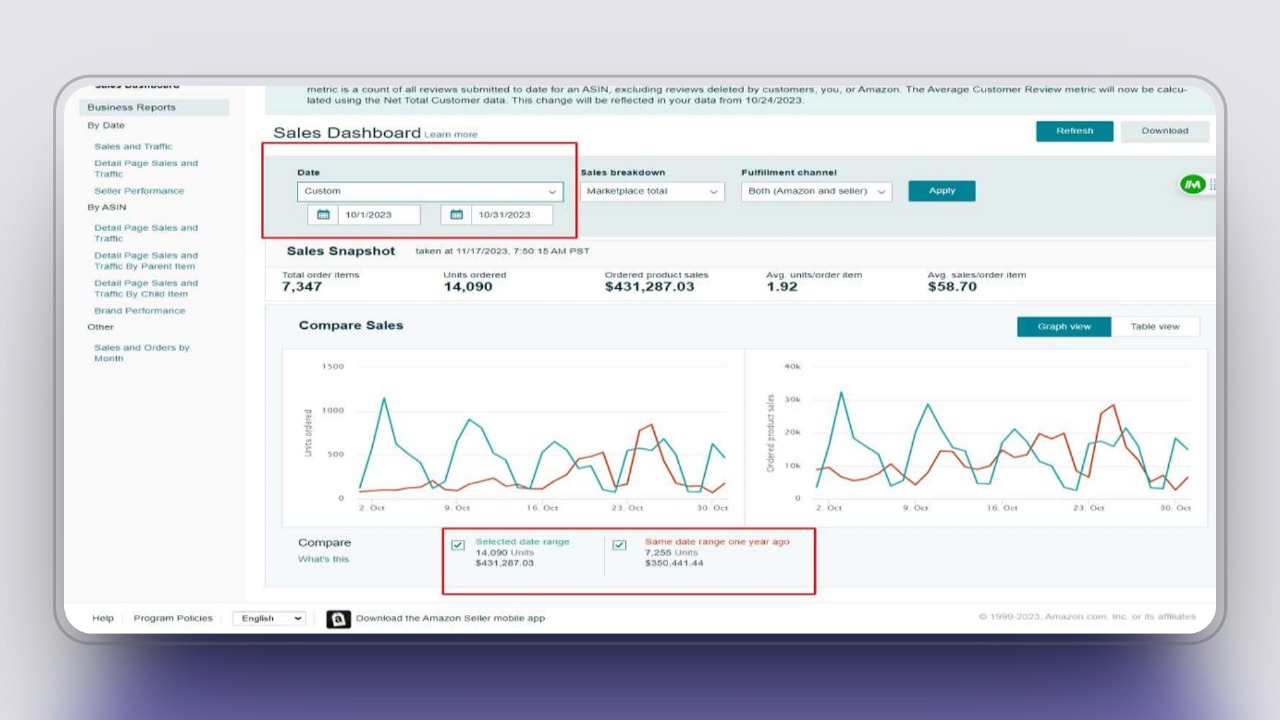 Sales Dashboard
Business Reports
By Date
Sales and Traffic
Detail Page Sales and
Traffic
Seller Performance
By ASIN
Detail Page Sales and
Traffic
Detail Page Sales and
Traffic By Parent Item
Detail Page Sales and
Traffic By Child Item
Brand Performance
Other
Sales and Orders by
Month
metric is a count of all reviews submitted to date for an ASIN, excluding reviews deleted by customers, you, or Amazon. The Average Customer Review metric will now be calcu-
lated using the Net Total Customer data. This change will be reflected in your data from 10/24/2023.
Sales Dashboard Learn more
Refresh Download
Date Sales breakdown Fulfillment channel
Custom Marketplace total Both (Amazon and seller) Apply
10/1/2023 10/31/2023
Sales Snapshot taken at 11/17/2023, 7:50:15 AM PST
Total order items Units ordered Ordered product sales Avg. units/order item Avg. sales/order item
7,347 14,090 $431,287.03 1.92 $58.70
Compare Sales Graph view Table view
Units ordered
1500
1000
500
0
2. Oct 9. Oct 16. Oct 23. Oct 30. Oct
Ordered product sales
40k
30k
20k
10k
0
2. Oct 9. Oct 16. Oct 23. Oct 30. Oct
Compare
What's this
Selected date range
14,090 Units
$431,287.03
Same date range one year ago
7,255 Units
$350,441.44
Help Program Policies English Download the Amazon Seller mobile app
© 1999-2023, Amazon.com, Inc. or its affiliates